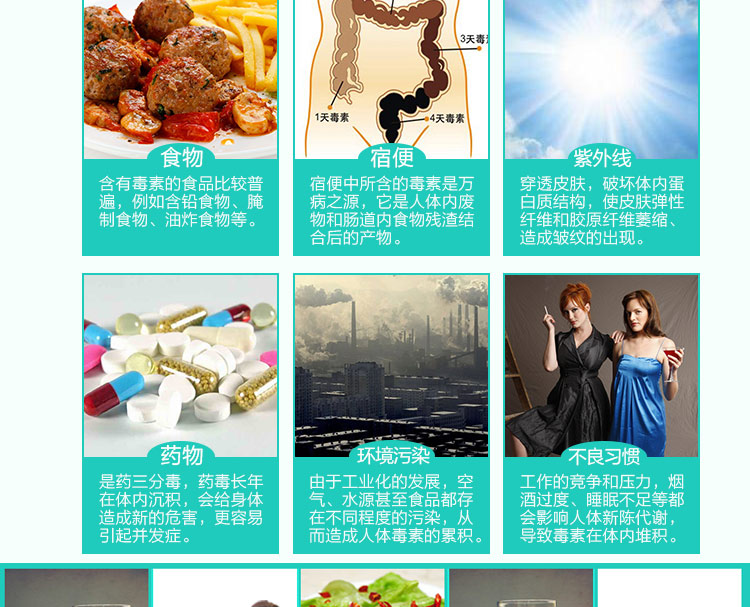 3天毒
1天毒素
4天毒素
食物
含有毒素的食品比较普
遍，例如含铅食物、腌
制食物、油炸食物等。
宿便
宿便中所含的毒素是万
病之源，它是人体内废
物和肠道内食物残渣结
合后的产物。
紫外线
穿透皮肤，破坏体内蛋
白质结构，使皮肤弹性
纤维和胶原纤维萎缩、
造成皱纹的出现。
药物
是药三分毒，药毒长年
在体内沉积，会给身体
造成新的危害，更容易
引起并发症。
环境污染
由于工业化的发展，空
气、水源甚至食品都存
在不同程度的污染，从
而造成人体毒素的累积。
不良习惯
工作的竞争和压力，烟
酒过度、睡眠不足等都
会影响人体新陈代谢，
导致毒素在体内堆积。